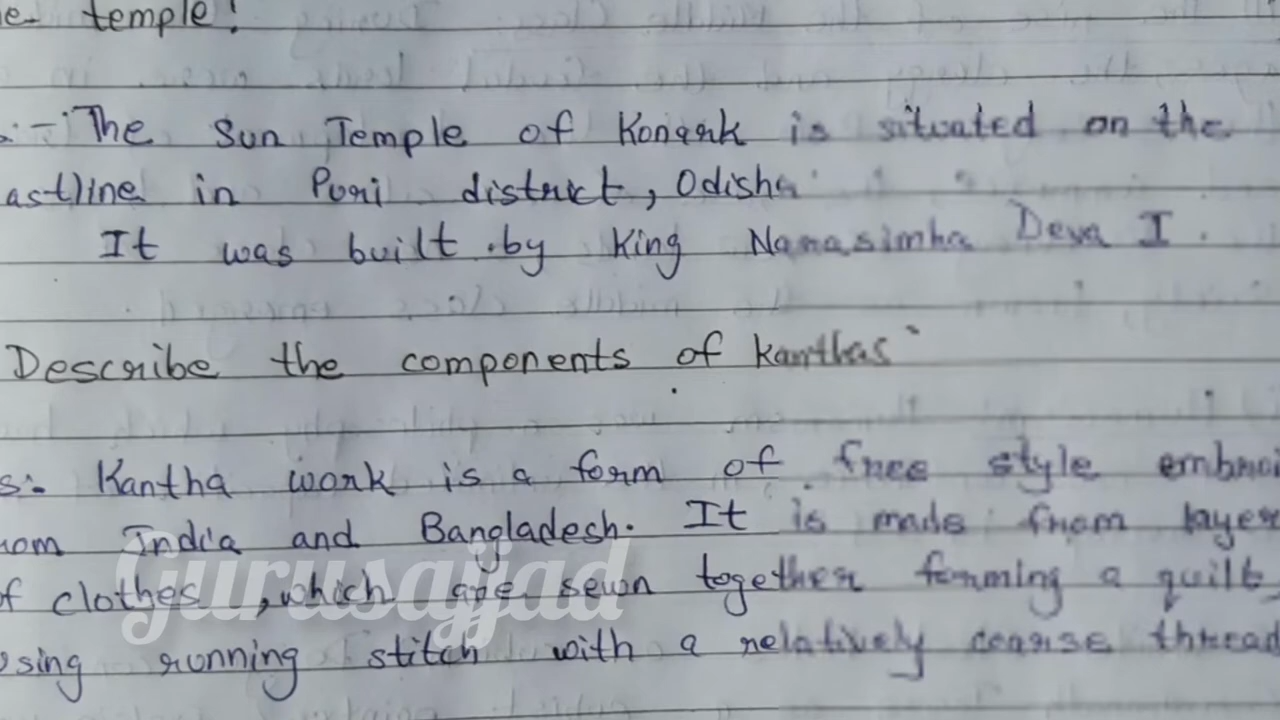 e temple!
:- The Sun Temple of Konark is situated on the
astline in Puri district, Odisha
It was built by King Narasimha Deva I.
Describe the components of kanthas
s:- Kantha work is a form of free style embroi
rom India and Bangladesh. It is made from layer
of clothes, which are sewn together forming a quilt,
using running stitch with a relatively coarse thread
Gurusajjad